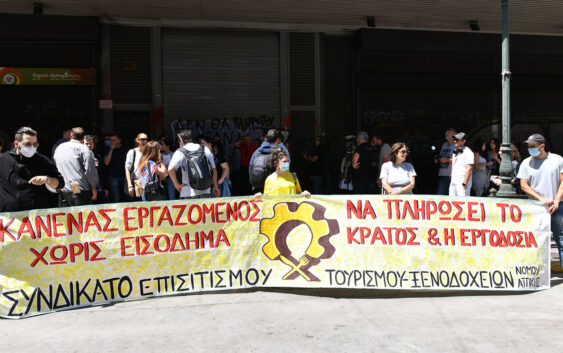 ΚΑΝΕΝΑΣ ΕΡΓΑΖΟΜΕΝΟΣ
ΧΩΡΙΣ ΕΙΣΟΔΗΜΑ
ΝΑ ΠΛΗΡΩΣΕΙ ΤΟ
ΚΡΑΤΟΣ & Η ΕΡΓΟΔΟΣΙΑ
ΣΥΝΔΙΚΑΤΟ ΕΠΙΣΙΤΙΣΜΟΥ ΤΟΥΡΙΣΜΟΥ-ΞΕΝΟΔΟΧΕΙΩΝ ΝΟΜΟΥ
ΑΤΤΙΚΗΣ